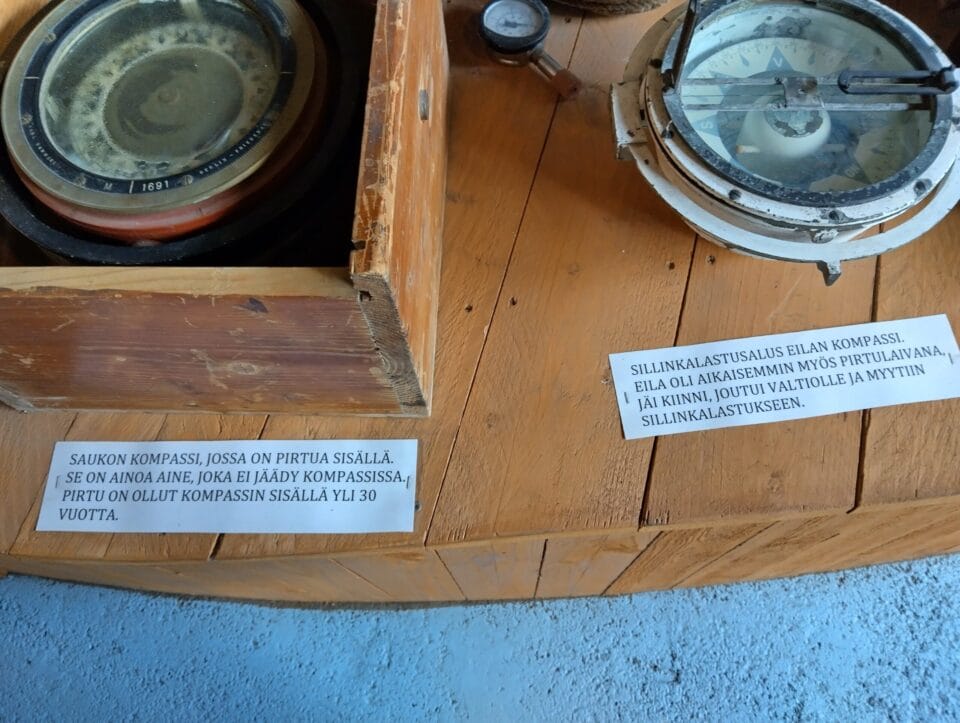 M 1691
SAUKON KOMPASSI, JOSSA ON PIRTUA SISÄLLÄ.
SE ON AINOA AINE, JOKA EI JÄÄDY KOMPASSISSA.
PIRTU ON OLLUT KOMPASSIN SISÄLLÄ YLI 30
VUOTTA.
SILLINKALASTUSALUS EILAN KOMPASSI.
EILA OLI AIKAISEMMIN MYÖS PIRTULAIVANA,
JÄI KIINNI, JOUTUI VALTIOLLE JA MYYTIIN
SILLINKALASTUKSEEN.